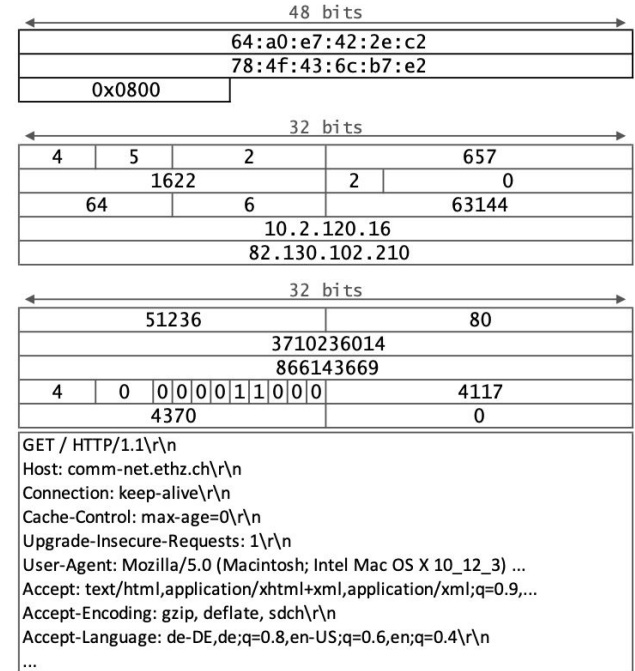 48 bits
64:a0:e7:42:2e:c2
78:4f:43:6c:b7:e2
0x0800
32 bits
4 5 2 657
1622 2 0
64 6 63144
10.2.120.16
82.130.102.210
32 bits
51236 80
3710236014
866143669
4 0 0 0 0 0 1 1 0 0 0 4117
4370 0
GET / HTTP/1.1\r\n
Host: comm-net.ethz.ch\r\n
Connection: keep-alive\r\n
Cache-Control: max-age=0\r\n
Upgrade-Insecure-Requests: 1\r\n
User-Agent: Mozilla/5.0 (Macintosh; Intel Mac OS X 10_12_3) ...
Accept: text/html,application/xhtml+xml,application/xml;q=0.9,...
Accept-Encoding: gzip, deflate, sdch\r\n
Accept-Language: de-DE,de;q=0.8,en-US;q=0.6,en;q=0.4\r\n
...